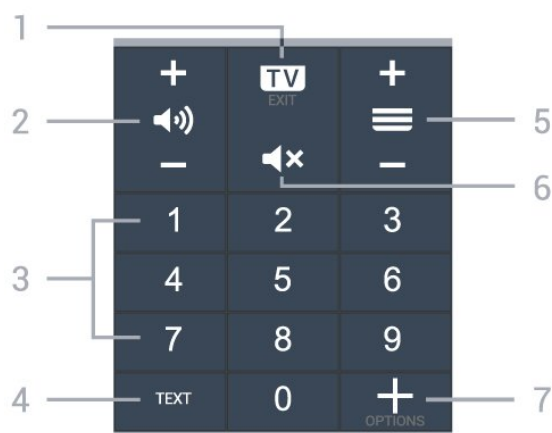 1
+ TV +
EXIT
2 5
− −
6
1 2 3
3 4 5 6
7 8 9
4 TEXT 0 + 7
OPTIONS